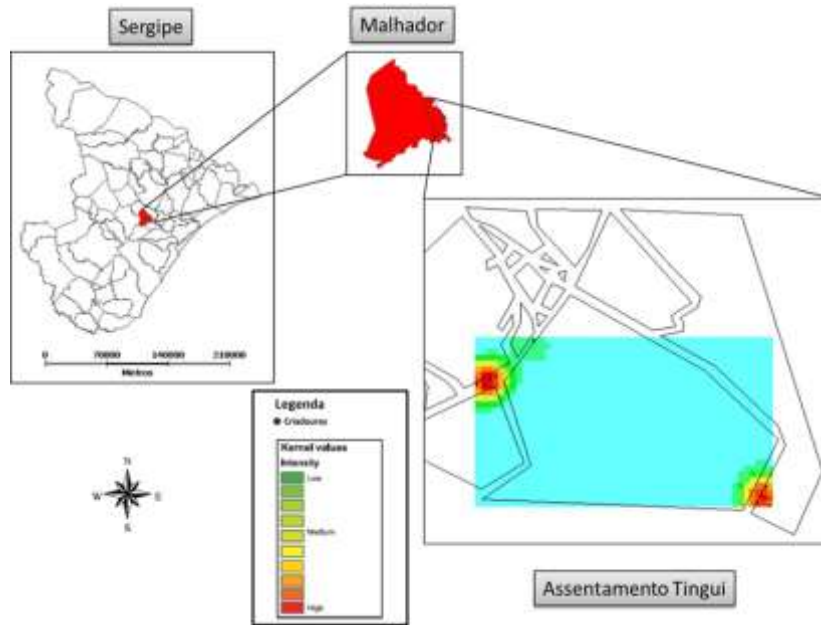 Sergipe
Malhador
0 70000 140000 210000
Metros
Legenda
Criadouros
Kernel values
Intensity
Low
Medium
High
N
W E
S
Assentamento Tingui